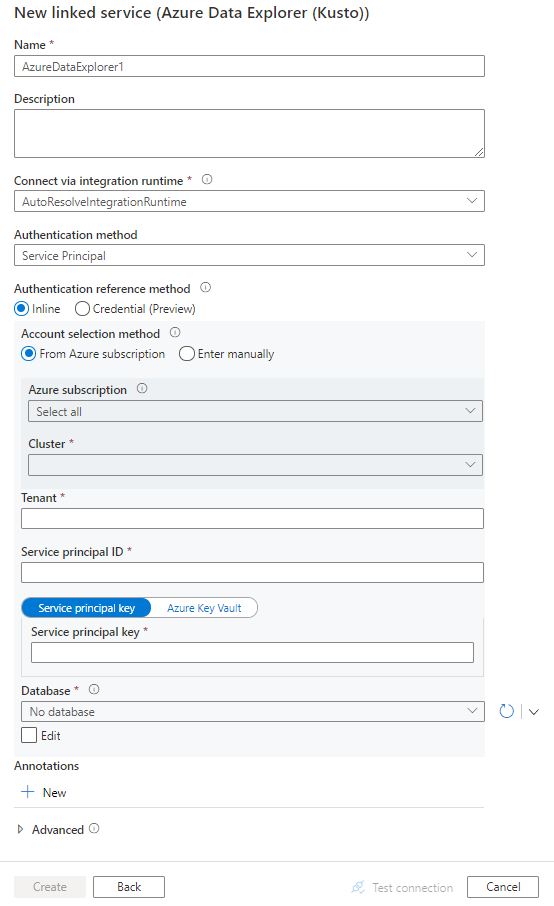 New linked service (Azure Data Explorer (Kusto))
Name *
AzureDataExplorer1
Description
Connect via integration runtime *
AutoResolveIntegrationRuntime
Authentication method
Service Principal
Authentication reference method
Inline Credential (Preview)
Account selection method
From Azure subscription Enter manually
Azure subscription
Select all
Cluster *
Tenant *
Service principal ID *
Service principal key Azure Key Vault
Service principal key *
Database *
No database
Edit
Annotations
New
Advanced
Create Back Test connection Cancel